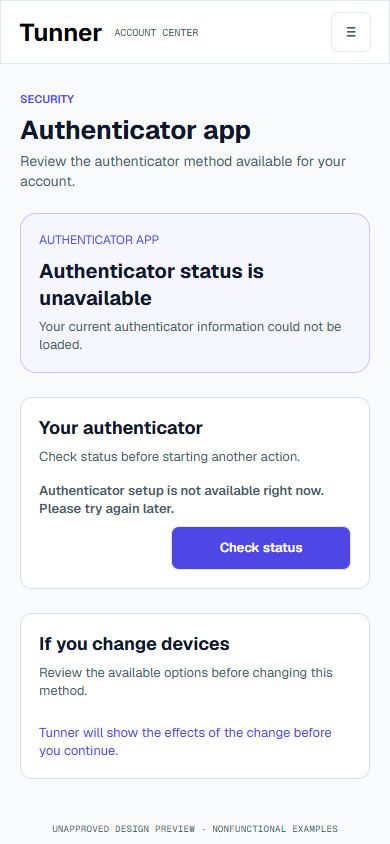 Tunner ACCOUNT CENTER
SECURITY
Authenticator app
Review the authenticator method available for your
account.
AUTHENTICATOR APP
Authenticator status is
unavailable
Your current authenticator information could not be
loaded.
Your authenticator
Check status before starting another action.
Authenticator setup is not available right now.
Please try again later.
Check status
If you change devices
Review the available options before changing this
method.
Tunner will show the effects of the change before
you continue.
UNAPPROVED DESIGN PREVIEW · NONFUNCTIONAL EXAMPLES